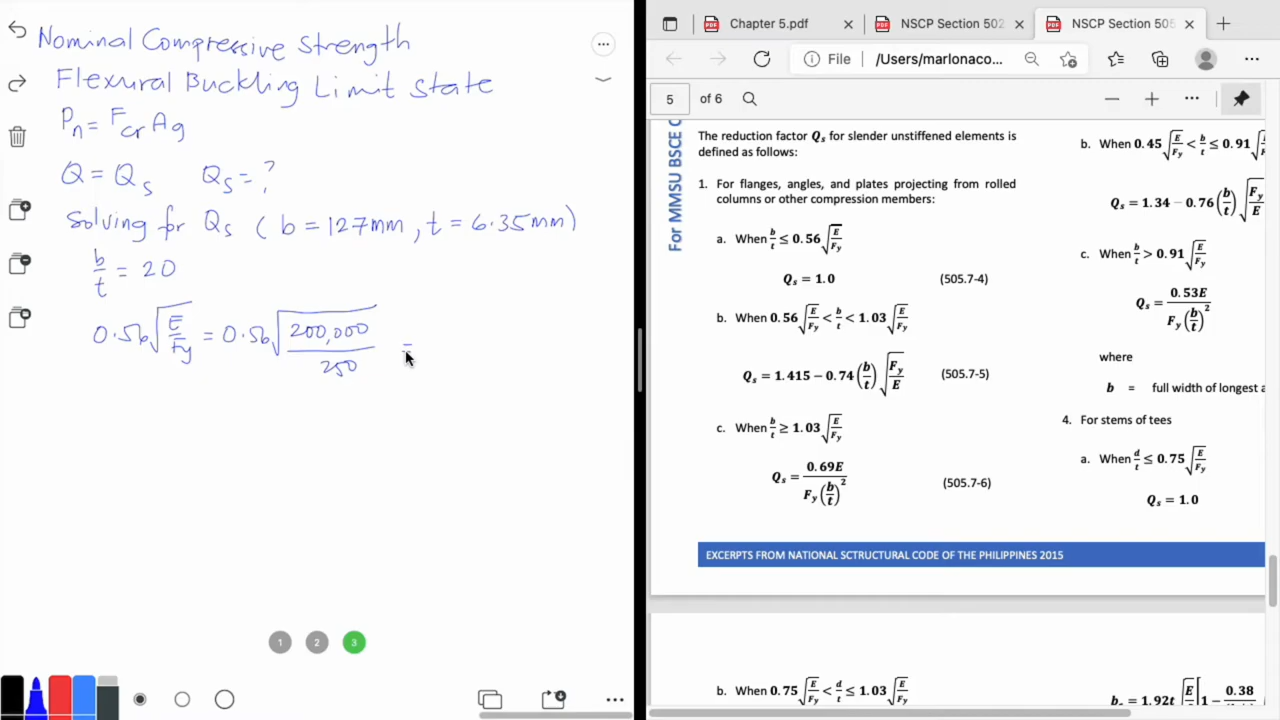 Nominal Compressive Strength
Flexural Buckling Limit State
Pn = Fcr Ag
Q = Qs Qs = ?
Solving for Qs ( b = 127mm , t = 6.35mm )
b/t = 20
0.56√(E/Fy) = 0.56√(200,000/250) =
1 2 3
Chapter 5.pdf × NSCP Section 502 × NSCP Section 505 ×
File /Users/marlonaco...
5 of 6
For MMSU BSCE
The reduction factor Qs for slender unstiffened elements is
defined as follows:
1. For flanges, angles, and plates projecting from rolled
columns or other compression members:
a. When b/t ≤ 0.56√(E/Fy)
Qs = 1.0 (505.7-4)
b. When 0.56√(E/Fy) < b/t < 1.03√(E/Fy)
Qs = 1.415 − 0.74(b/t)√(Fy/E) (505.7-5)
c. When b/t ≥ 1.03√(E/Fy)
Qs = 0.69E/(Fy(b/t)²) (505.7-6)
b. When 0.45√(E/Fy) < b/t ≤ 0.91√
Qs = 1.34 − 0.76(b/t)√(Fy/E)
c. When b/t > 0.91√(E/Fy)
Qs = 0.53E/(Fy(b/t)²)
where
b = full width of longest
4. For stems of tees
a. When d/t ≤ 0.75√(E/Fy)
Qs = 1.0
EXCERPTS FROM NATIONAL SCTRUCTURAL CODE OF THE PHILIPPINES 2015
b. When 0.75√(E/Fy) < d/t ≤ 1.03√(E/Fy)
= 1.92t√(E [1 − 0.38